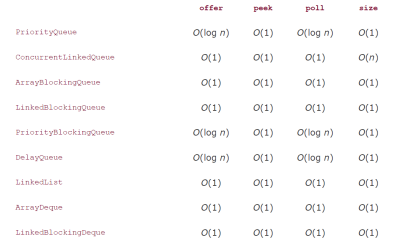 offer peek poll size
PriorityQueue O(log n) O(1) O(log n) O(1)
ConcurrentLinkedQueue O(1) O(1) O(1) O(n)
ArrayBlockingQueue O(1) O(1) O(1) O(1)
LinkedBlockingQueue O(1) O(1) O(1) O(1)
PriorityBlockingQueue O(log n) O(1) O(log n) O(1)
DelayQueue O(log n) O(1) O(log n) O(1)
LinkedList O(1) O(1) O(1) O(1)
ArrayDeque O(1) O(1) O(1) O(1)
LinkedBlockingDeque O(1) O(1) O(1) O(1)